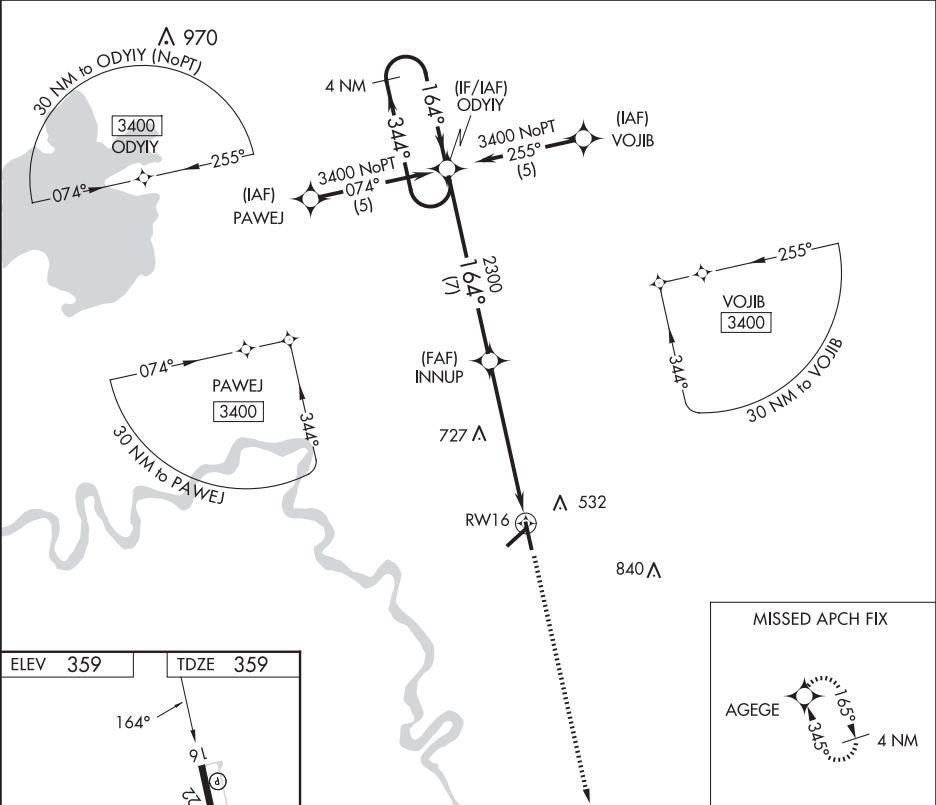 970
30 NM to ODYIY (NoPT)
3400
ODYIY
074°
255°
4 NM
344°
164°
(IF/IAF)
ODYIY
3400 NoPT
255°
(5)
(IAF)
VOJIB
3400 NoPT
074°
(5)
(IAF)
PAWEJ
2300
164°
(7)
255°
VOJIB
3400
344°
30 NM to VOJIB
074°
PAWEJ
3400
344°
30 NM to PAWEJ
(FAF)
INNUP
727
532
RW16
840
MISSED APCH FIX
AGEGE
165°
345°
4 NM
ELEV 359
TDZE 359
164°
16
P